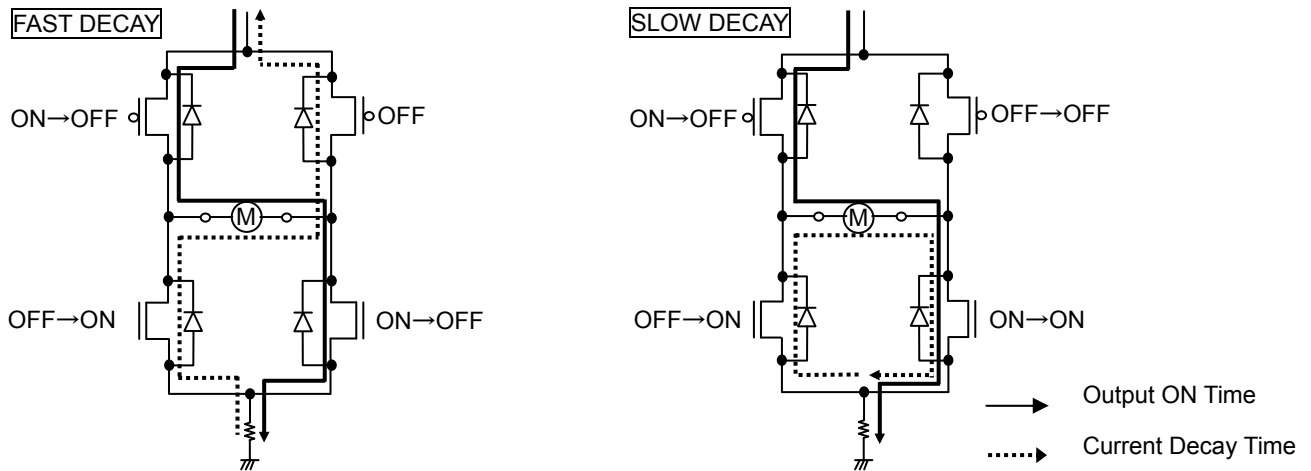 FAST DECAY
ON→OFF
OFF
M
OFF→ON
ON→OFF
SLOW DECAY
ON→OFF
OFF→OFF
M
OFF→ON
ON→ON
Output ON Time
Current Decay Time